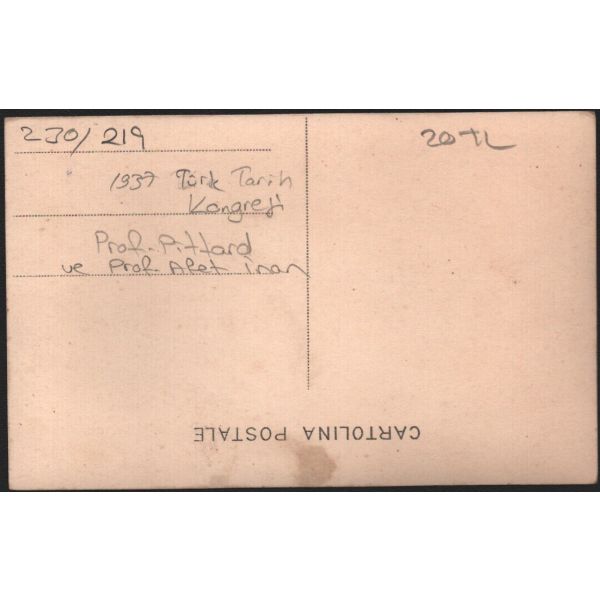 230/219
20 TL
1937 Türk Tarih
Kongresi
Prof. Pittard
ve Prof. Afet İnan
CARTOLINA POSTALE